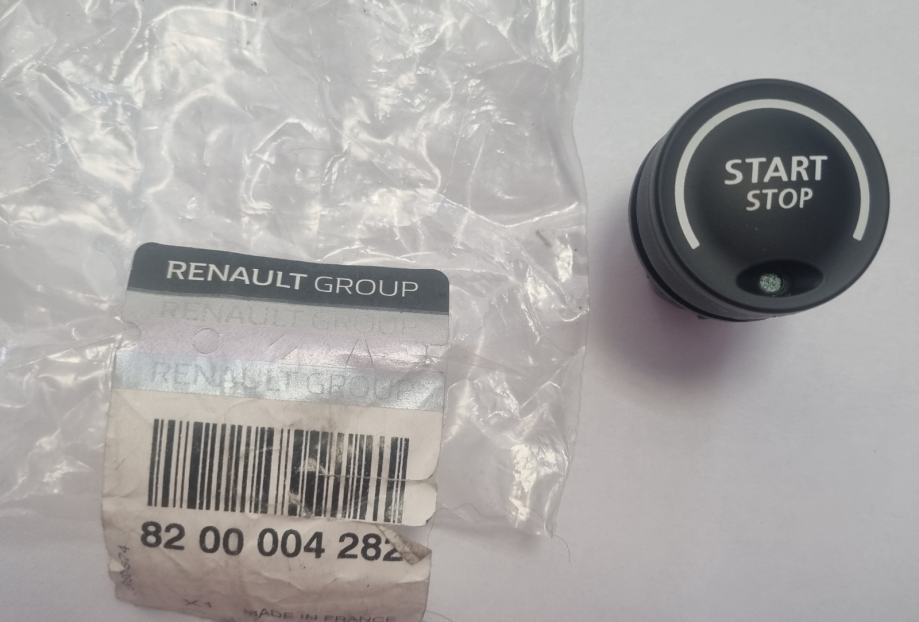 RENAULT GROUP
RENAULT GROUP
RENAULT GROUP
82 00 004 282
X1 MADE IN FRANCE
START
STOP